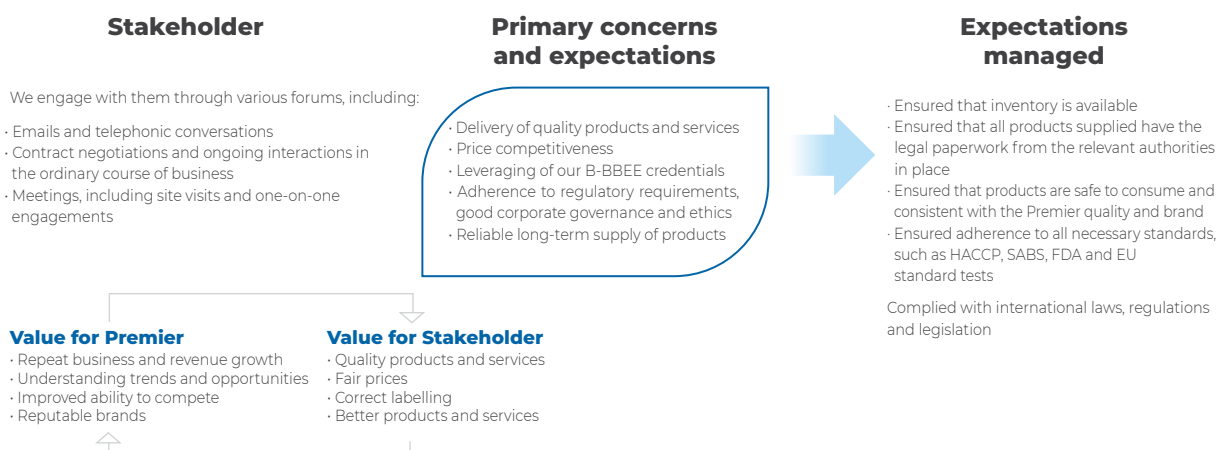 Stakeholder
We engage with them through various forums, including:
· Emails and telephonic conversations
· Contract negotiations and ongoing interactions in
the ordinary course of business
· Meetings, including site visits and one-on-one
engagements
Primary concerns
and expectations
· Delivery of quality products and services
· Price competitiveness
· Leveraging of our B-BBEE credentials
· Adherence to regulatory requirements,
good corporate governance and ethics
· Reliable long-term supply of products
Expectations
managed
· Ensured that inventory is available
· Ensured that all products supplied have the
legal paperwork from the relevant authorities
in place
· Ensured that products are safe to consume and
consistent with the Premier quality and brand
· Ensured adherence to all necessary standards,
such as HACCP, SABS, FDA and EU
standard tests
Complied with international laws, regulations
and legislation
Value for Premier
· Repeat business and revenue growth
· Understanding trends and opportunities
· Improved ability to compete
· Reputable brands
Value for Stakeholder
· Quality products and services
· Fair prices
· Correct labelling
· Better products and services